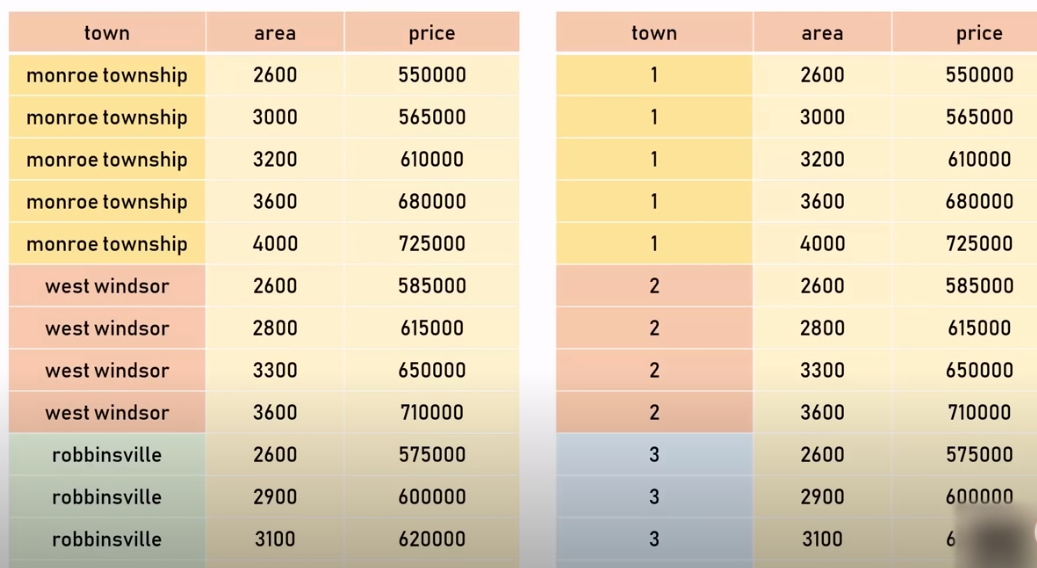 town area price town area price
monroe township 2600 550000 1 2600 550000
monroe township 3000 565000 1 3000 565000
monroe township 3200 610000 1 3200 610000
monroe township 3600 680000 1 3600 680000
monroe township 4000 725000 1 4000 725000
west windsor 2600 585000 2 2600 585000
west windsor 2800 615000 2 2800 615000
west windsor 3300 650000 2 3300 650000
west windsor 3600 710000 2 3600 710000
robbinsville 2600 575000 3 2600 575000
robbinsville 2900 600000 3 2900 600000
robbinsville 3100 620000 3 3100